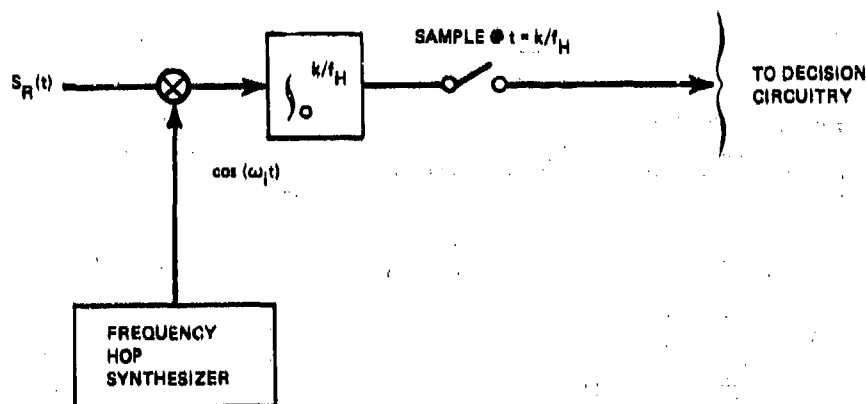 SAMPLE @ t = k/f_H
S_R(t)
k/f_H
∫_0
TO DECISION
CIRCUITRY
cos (ω_i t)
FREQUENCY
HOP
SYNTHESIZER